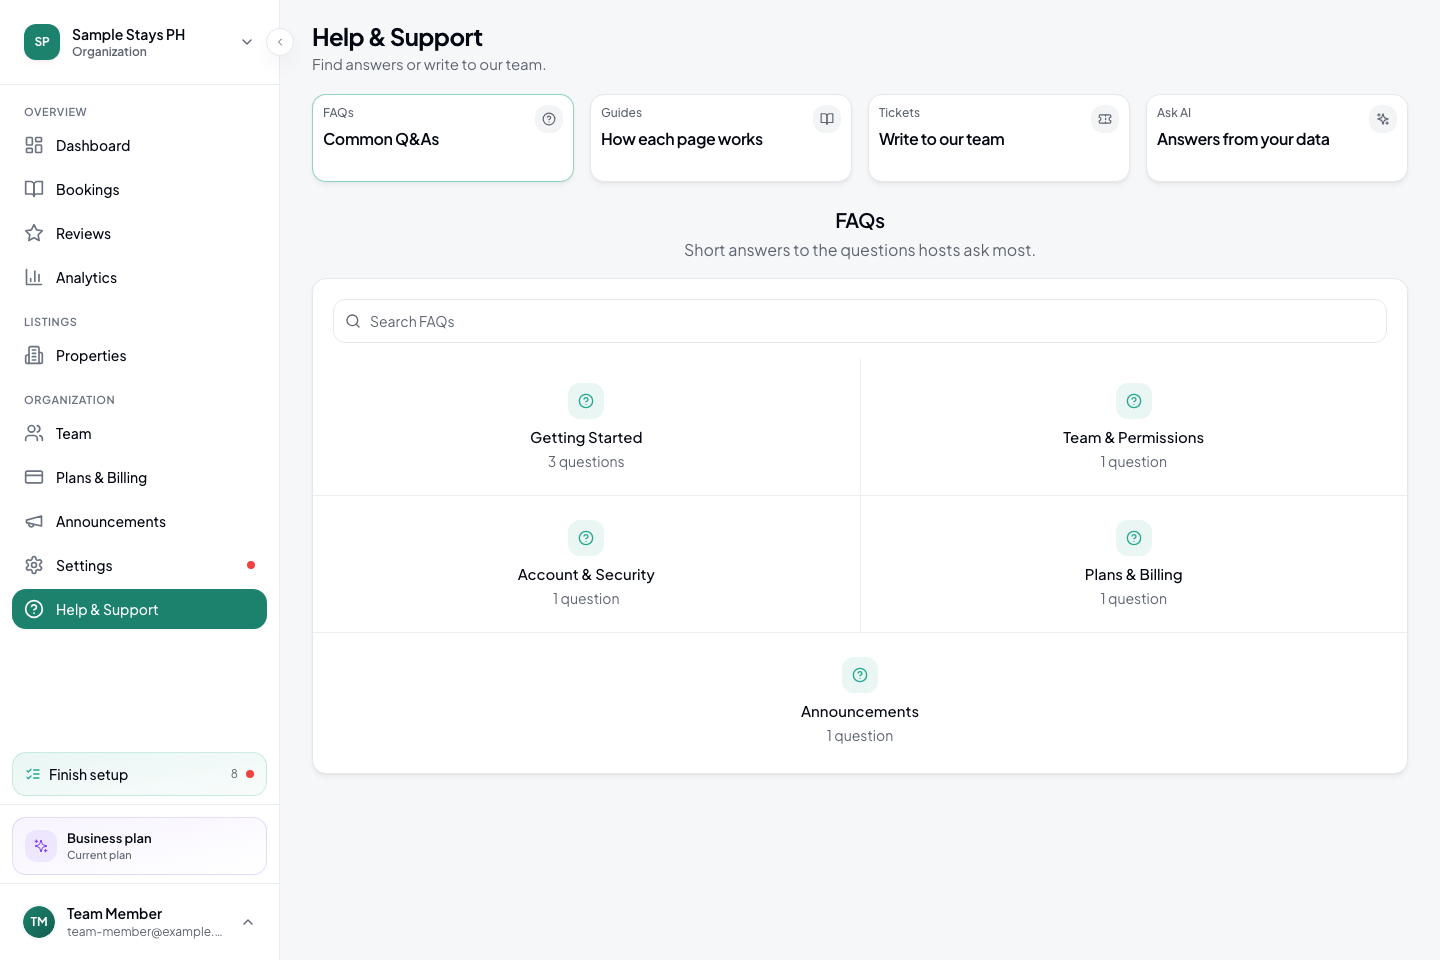 SP
Sample Stays PH
Organization
OVERVIEW
Dashboard
Bookings
Reviews
Analytics
LISTINGS
Properties
ORGANIZATION
Team
Plans & Billing
Announcements
Settings
Help & Support
Finish setup
8
Business plan
Current plan
TM
Team Member
team-member@example....
Help & Support
Find answers or write to our team.
FAQs
Common Q&As
Guides
How each page works
Tickets
Write to our team
Ask AI
Answers from your data
FAQs
Short answers to the questions hosts ask most.
Search FAQs
Getting Started
3 questions
Team & Permissions
1 question
Account & Security
1 question
Plans & Billing
1 question
Announcements
1 question